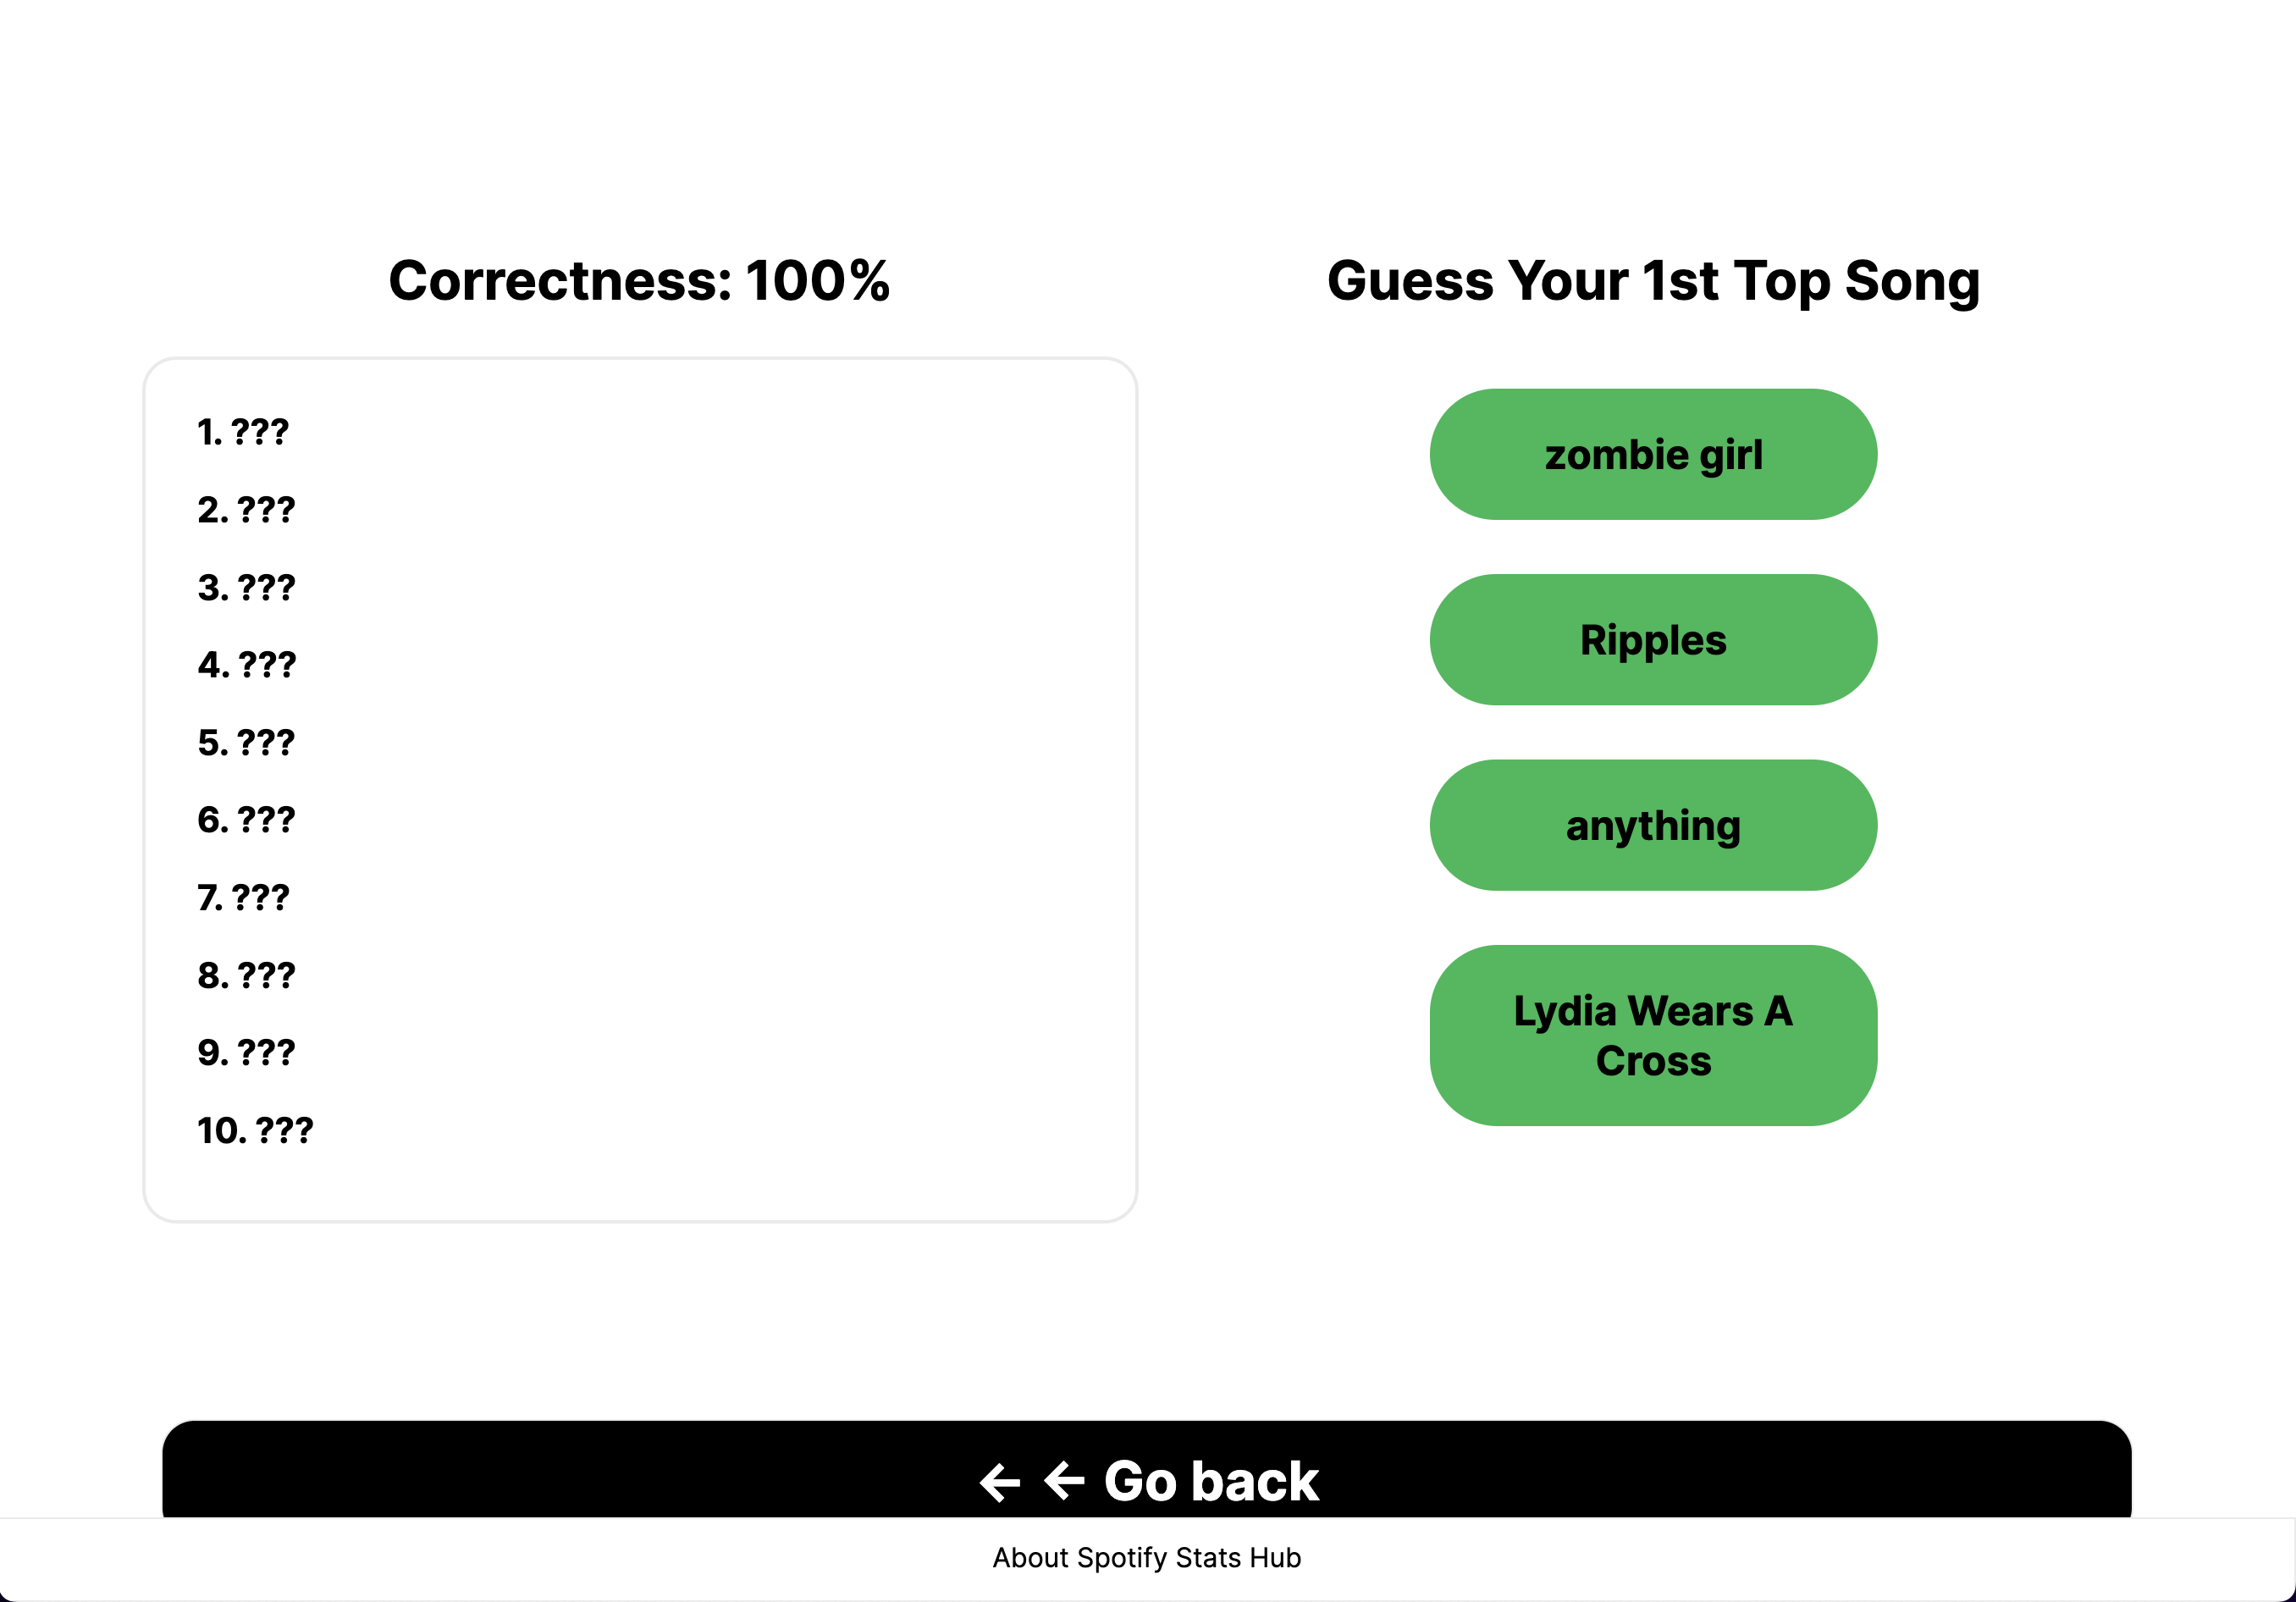 Correctness: 100%
1. ???
2. ???
3. ???
4. ???
5. ???
6. ???
7. ???
8. ???
9. ???
10. ???
Guess Your 1st Top Song
zombie girl
Ripples
anything
Lydia Wears A
Cross
← ← Go back
About Spotify Stats Hub